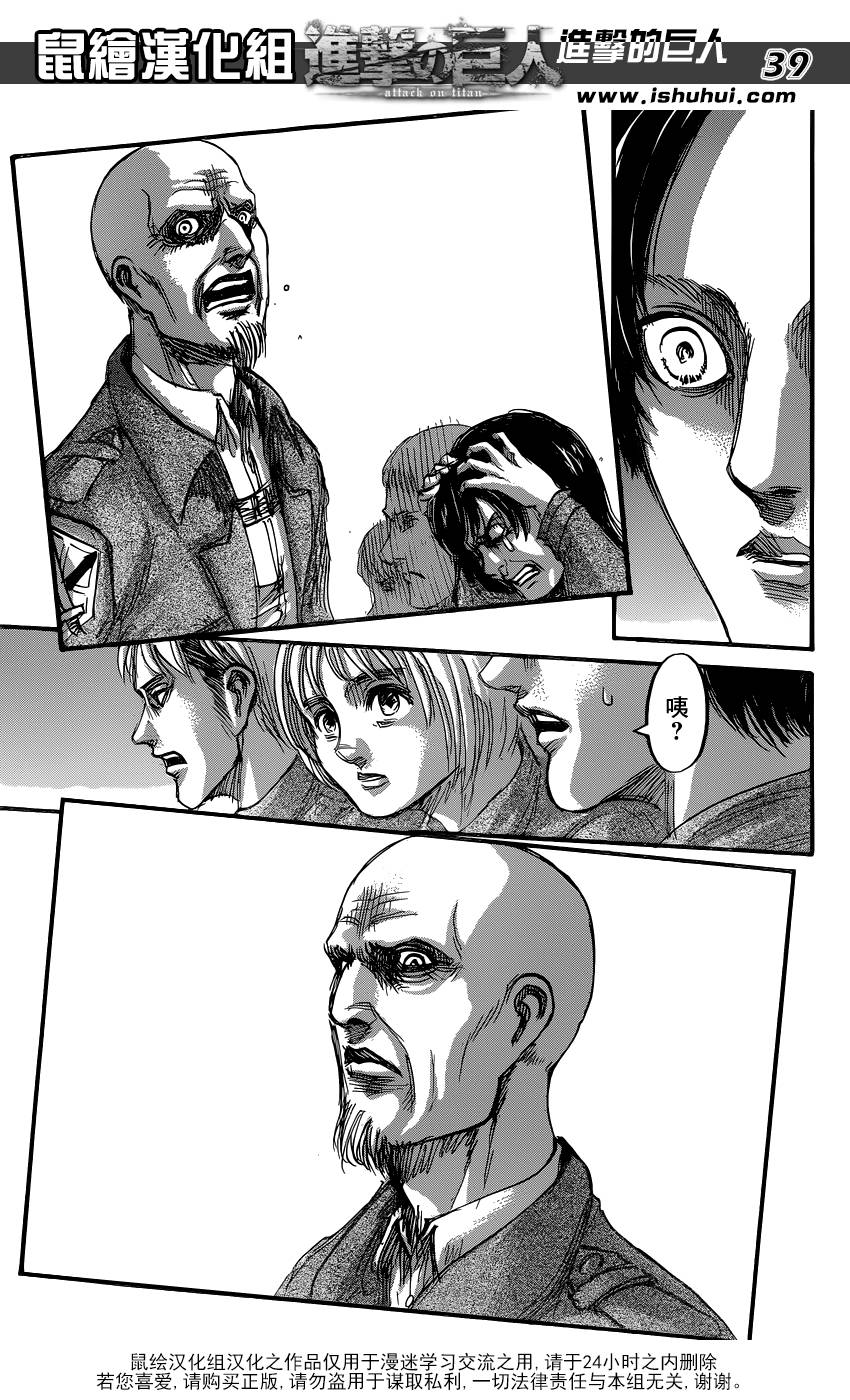 鼠繪漢化組
進撃の巨人
attack on titan
進擊的巨人
www.ishuhui.com
39
咦?
鼠绘汉化组汉化之作品仅用于漫迷学习交流之用,请于24小时之内删除
若您喜爱,请购买正版,请勿盗用于谋取私利,一切法律责任与本组无关,谢谢。